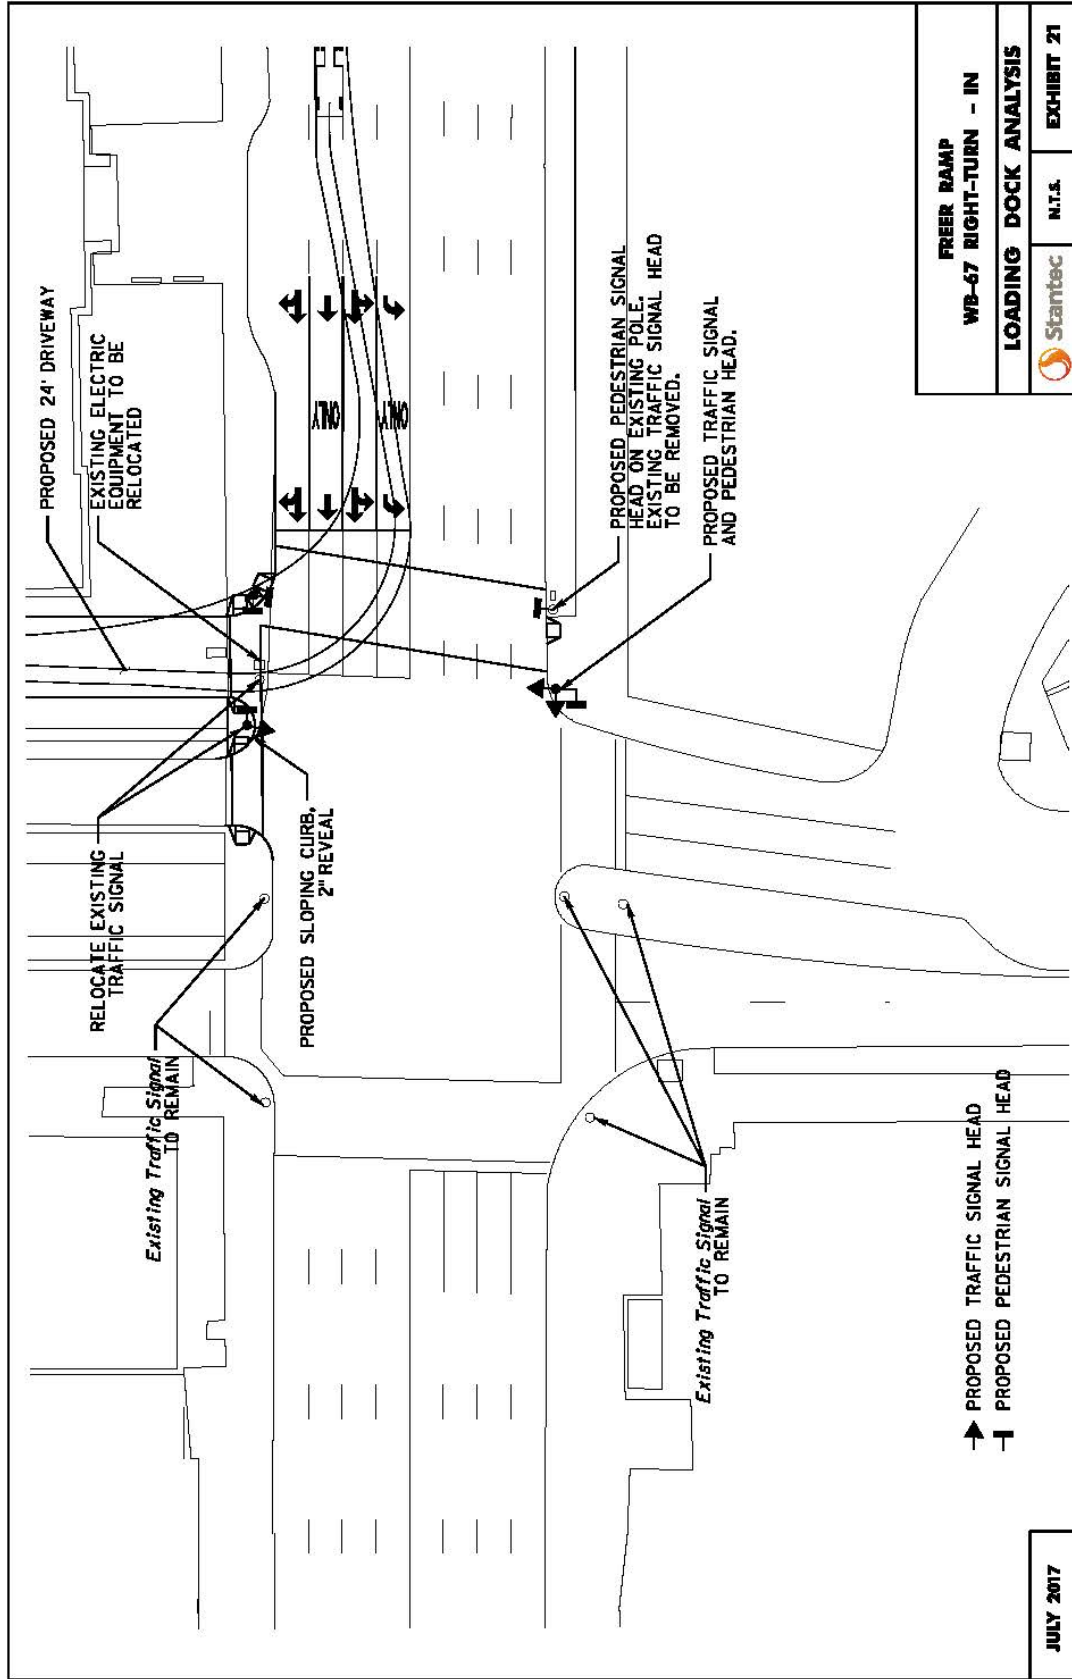 PROPOSED 24' DRIVEWAY
EXISTING ELECTRIC
EQUIPMENT TO BE
RELOCATED
RELOCATE EXISTING
TRAFFIC SIGNAL
Existing Traffic Signal
TO REMAIN
PROPOSED SLOPING CURB,
2" REVEAL
ONLY
ONLY
PROPOSED PEDESTRIAN SIGNAL
HEAD ON EXISTING POLE.
EXISTING TRAFFIC SIGNAL HEAD
TO BE REMOVED.
PROPOSED TRAFFIC SIGNAL
AND PEDESTRIAN HEAD.
Existing Traffic Signal
TO REMAIN
PROPOSED TRAFFIC SIGNAL HEAD
PROPOSED PEDESTRIAN SIGNAL HEAD
JULY 2017
FREER RAMP
WB-67 RIGHT-TURN - IN
LOADING DOCK ANALYSIS
Stantec
N.T.S.
EXHIBIT 21